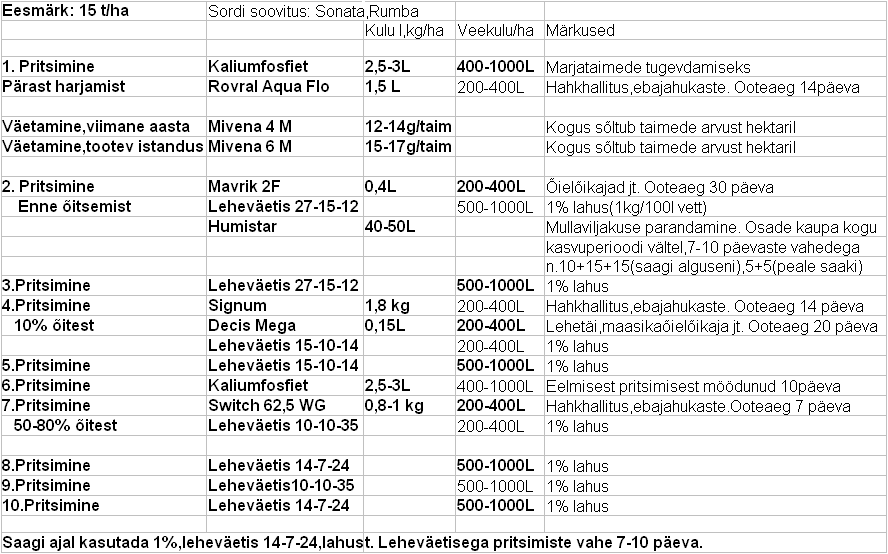 Eesmärk: 15 t/ha Sordi soovitus: Sonata,Rumba
Kulu l,kg/ha Veekulu/ha Märkused
1. Pritsimine Kaliumfosfiet 2,5-3L 400-1000L Marjataimede tugevdamiseks
Pärast harjamist Rovral Aqua Flo 1,5 L 200-400L Hahkhallitus,ebajahukaste. Ooteaeg 14päeva
Väetamine,viimane aasta Mivena 4 M 12-14g/taim Kogus sõltub taimede arvust hektaril
Väetamine,tootev istandus Mivena 6 M 15-17g/taim Kogus sõltub taimede arvust hektaril
2. Pritsimine Mavrik 2F 0,4L 200-400L Õielõikajad jt. Ooteaeg 30 päeva
Enne õitsemist Leheväetis 27-15-12 500-1000L 1% lahus(1kg/100l vett)
Humistar 40-50L Mullaviljakuse parandamine. Osade kaupa kogu
kasvuperioodi vältel,7-10 päevaste vahedega
n.10+15+15(saagi alguseni),5+5(peale saaki)
3.Pritsimine Leheväetis 27-15-12 500-1000L 1% lahus
4.Pritsimine Signum 1,8 kg 200-400L Hahkhallitus,ebajahukaste. Ooteaeg 14 päeva
10% õitest Decis Mega 0,15L 200-400L Lehetäi,maasikaõielõikaja jt. Ooteaeg 20 päeva
Leheväetis 15-10-14 200-400L 1% lahus
5.Pritsimine Leheväetis 15-10-14 500-1000L 1% lahus
6.Pritsimine Kaliumfosfiet 2,5-3L 400-1000L Eelmisest pritsimisest möödunud 10päeva
7.Pritsimine Switch 62,5 WG 0,8-1 kg 200-400L Hahkhallitus,ebajahukaste.Ooteaeg 7 päeva
50-80% õitest Leheväetis 10-10-35 200-400L 1% lahus
8.Pritsimine Leheväetis 14-7-24 500-1000L 1% lahus
9.Pritsimine Leheväetis10-10-35 500-1000L 1% lahus
10.Pritsimine Leheväetis 14-7-24 500-1000L 1% lahus
Saagi ajal kasutada 1%,leheväetis 14-7-24,lahust. Leheväetisega pritsimiste vahe 7-10 päeva.